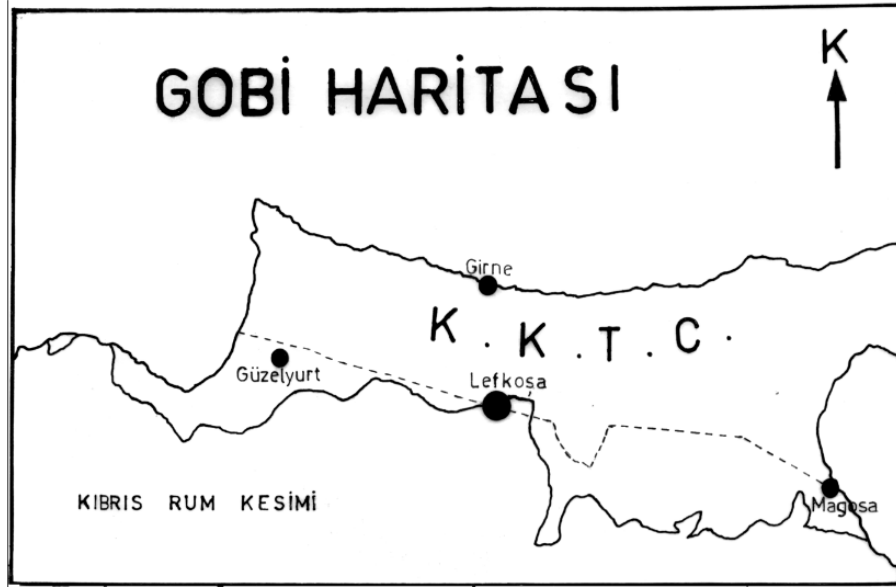 GOBİ HARİTASI
K
Girne
K.K.T.C.
Güzelyurt
Lefkoşa
KIBRIS RUM KESİMİ
Magosa